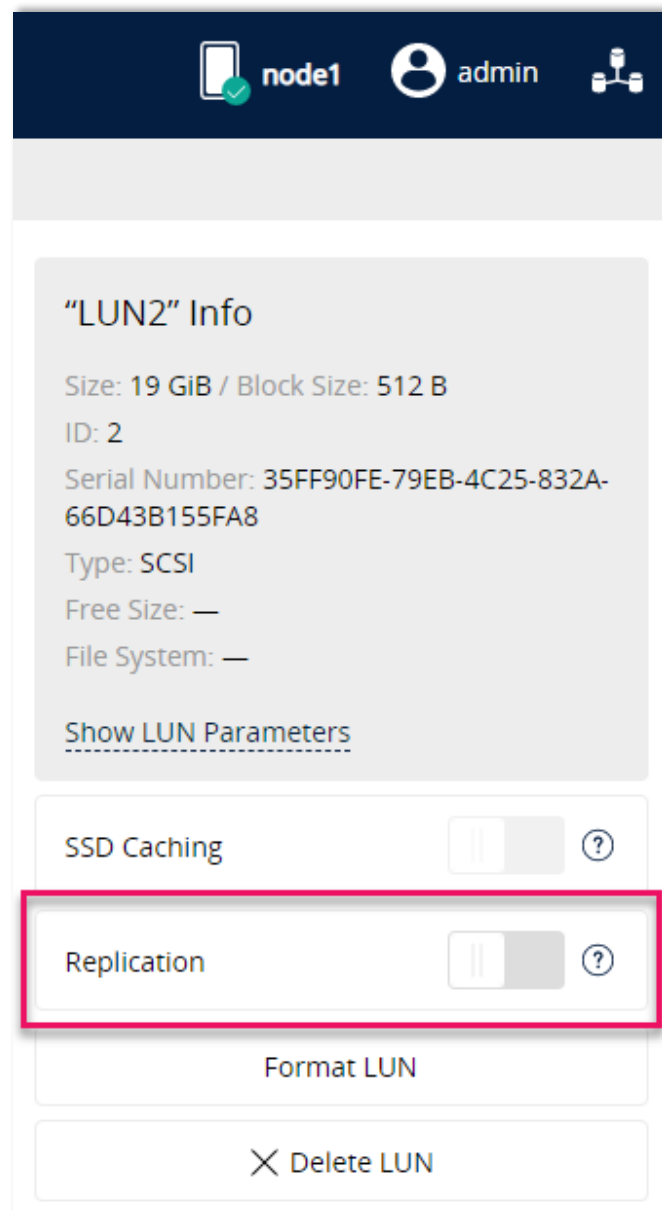 node1 admin
“LUN2” Info
Size: 19 GiB / Block Size: 512 B
ID: 2
Serial Number: 35FF90FE-79EB-4C25-832A-
66D43B155FA8
Type: SCSI
Free Size: —
File System: —
Show LUN Parameters
SSD Caching ?
Replication ?
Format LUN
Delete LUN